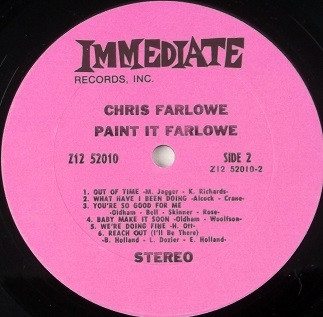 IMMEDIATE
RECORDS, INC.
CHRIS FARLOWE
PAINT IT FARLOWE
Z12 52010
SIDE 2
Z12 52010-2
1. OUT OF TIME -M. Jagger - K. Richards-
2. WHAT HAVE I BEEN DOING -Alcock - Crane-
3. YOU'RE SO GOOD FOR ME
-Oldham - Bell - Skinner - Rose-
4. BABY MAKE IT SOON -Oldham - Woolfson-
5. WE'RE DOING FINE -H. Ott-
6. REACH OUT (I'll Be There)
-B. Holland - L. Dozier - E. Holland-
STEREO